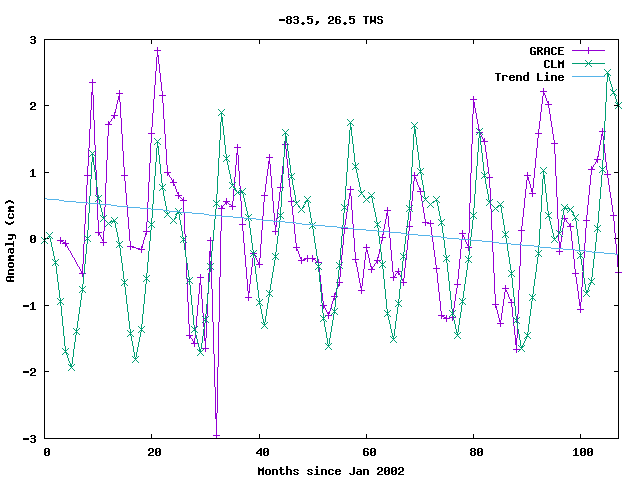 -83.5, 26.5 TWS
GRACE
CLM
Trend Line
3
2
1
0
-1
-2
-3
Anomaly (cm)
0 20 40 60 80 100
Months since Jan 2002